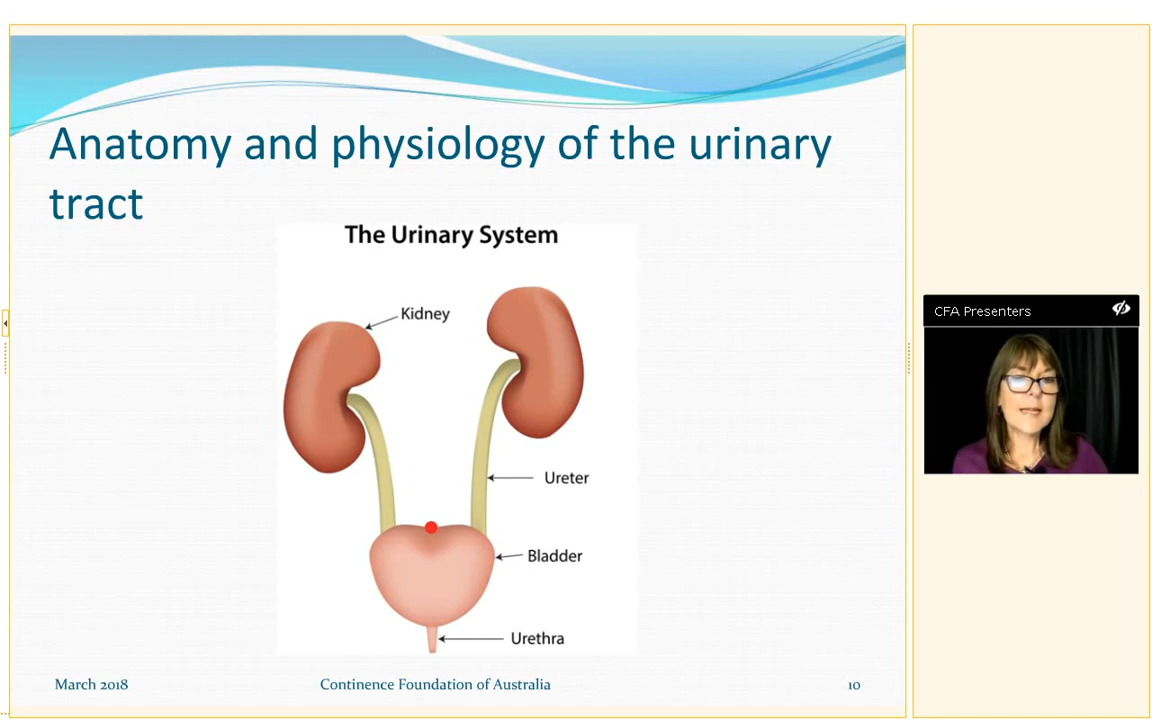 Anatomy and physiology of the urinary
tract
The Urinary System
Kidney
Ureter
Bladder
Urethra
March 2018
Continence Foundation of Australia
10
CFA Presenters